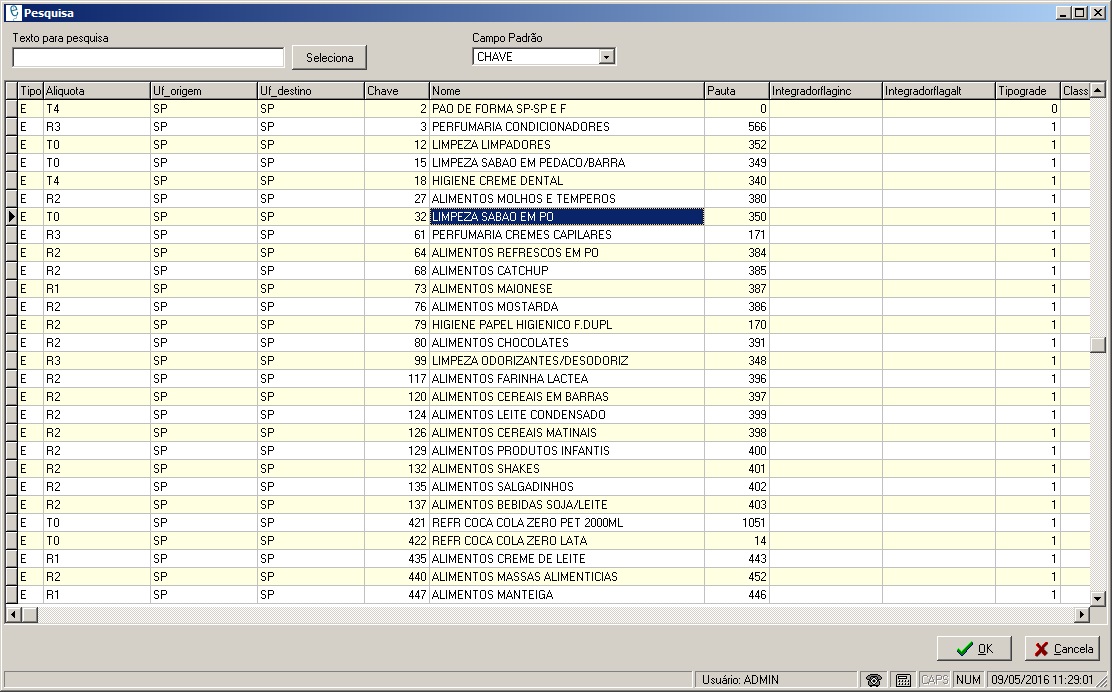 Pesquisa
Texto para pesquisa
Campo Padrão
Seleciona
CHAVE
Tipo Aliquota Uf_origem Uf_destino Chave Nome Pauta Integradorflaginc Integradorflagalt Tipograde Class
E T4 SP SP 2 PAO DE FORMA SP-SP E F 0 0
E R3 SP SP 3 PERFUMARIA CONDICIONADORES 566 1
E T0 SP SP 12 LIMPEZA LIMPADORES 352 1
E T0 SP SP 15 LIMPEZA SABAO EM PEDACO/BARRA 349 1
E T4 SP SP 18 HIGIENE CREME DENTAL 340 1
E R2 SP SP 27 ALIMENTOS MOLHOS E TEMPEROS 380 1
E T0 SP SP 32 LIMPEZA SABAO EM PO 350 1
E R3 SP SP 61 PERFUMARIA CREMES CAPILARES 171 1
E R2 SP SP 64 ALIMENTOS REFRESCOS EM PO 384 1
E R2 SP SP 68 ALIMENTOS CATCHUP 385 1
E R1 SP SP 73 ALIMENTOS MAIONESE 387 1
E R2 SP SP 76 ALIMENTOS MOSTARDA 386 1
E R2 SP SP 79 HIGIENE PAPEL HIGIENICO F.DUPL 170 1
E R2 SP SP 80 ALIMENTOS CHOCOLATES 391 1
E R3 SP SP 99 LIMPEZA ODORIZANTES/DESODORIZ 348 1
E R2 SP SP 117 ALIMENTOS FARINHA LACTEA 396 1
E R2 SP SP 120 ALIMENTOS CEREAIS EM BARRAS 397 1
E R2 SP SP 124 ALIMENTOS LEITE CONDENSADO 399 1
E R2 SP SP 126 ALIMENTOS CEREAIS MATINAIS 398 1
E R2 SP SP 129 ALIMENTOS PRODUTOS INFANTIS 400 1
E R2 SP SP 132 ALIMENTOS SHAKES 401 1
E R2 SP SP 135 ALIMENTOS SALGADINHOS 402 1
E R2 SP SP 137 ALIMENTOS BEBIDAS SOJA/LEITE 403 1
E T0 SP SP 421 REFR COCA COLA ZERO PET 2000ML 1051 1
E T0 SP SP 422 REFR COCA COLA ZERO LATA 14 1
E R1 SP SP 435 ALIMENTOS CREME DE LEITE 443 1
E R2 SP SP 440 ALIMENTOS MASSAS ALIMENTICIAS 452 1
E R1 SP SP 447 ALIMENTOS MANTEIGA 446 1
OK Cancela
Usuário: ADMIN CAPS NUM 09/05/2016 11:29:01